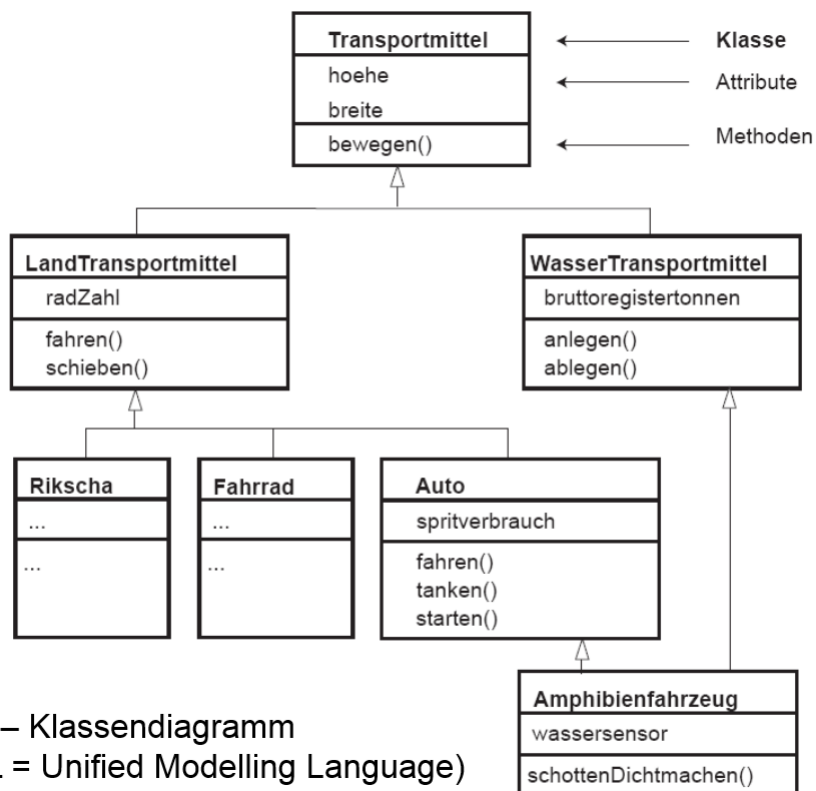 Transportmittel
Klasse
hoehe
Attribute
breite
bewegen()
Methoden
LandTransportmittel
radZahl
fahren()
schieben()
WasserTransportmittel
bruttoregistertonnen
anlegen()
ablegen()
Rikscha
...
...
Fahrrad
...
...
Auto
spritverbrauch
fahren()
tanken()
starten()
Amphibienfahrzeug
wassersensor
schottenDichtmachen()
– Klassendiagramm
= Unified Modelling Language)